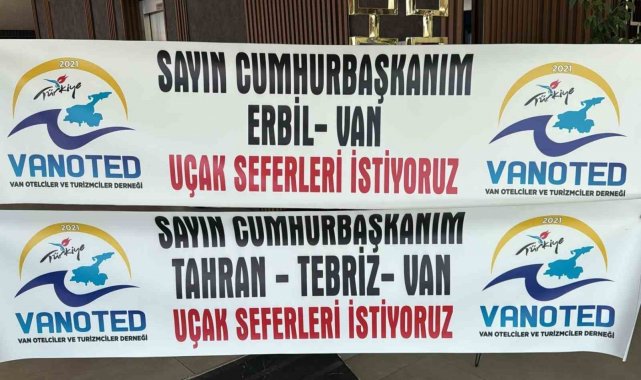 2021
Türkiye
VANOTED
VAN OTELCİLER VE TURİZMCİLER DERNEĞİ
SAYIN CUMHURBAŞKANIM
ERBİL- VAN
UÇAK SEFERLERİ İSTİYORUZ
2021
Türkiye
VANOTED
VAN OTELCİLER VE TURİZMCİLER DERNEĞİ
2021
Türkiye
VANOTED
VAN OTELCİLER VE TURİZMCİLER DERNEĞİ
SAYIN CUMHURBAŞKANIM
TAHRAN - TEBRİZ- VAN
UÇAK SEFERLERİ İSTİYORUZ
2021
Türkiye
VANOTED
VAN OTELCİLER VE TURİZMCİLER DERNEĞİ